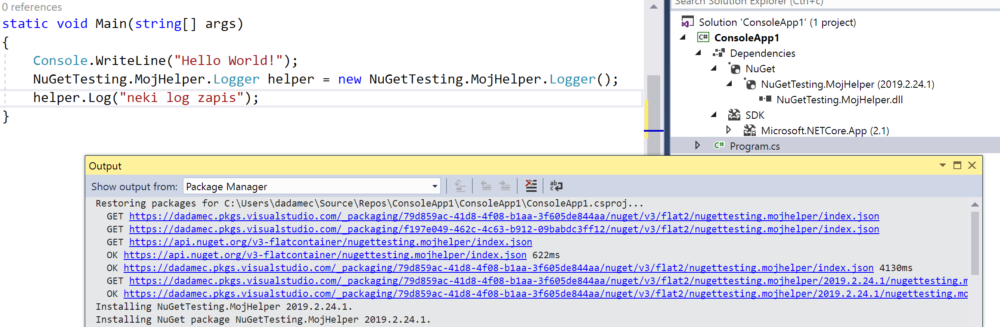 0 references
static void Main(string[] args)
{
Console.WriteLine("Hello World!");
NuGetTesting.MojHelper.Logger helper = new NuGetTesting.MojHelper.Logger();
helper.Log("neki log zapis");
}
Search Solution Explorer (Ctrl+č)
Solution 'ConsoleApp1' (1 project)
C# ConsoleApp1
Dependencies
NuGet
NuGetTesting.MojHelper (2019.2.24.1)
NuGetTesting.MojHelper.dll
SDK
Microsoft.NETCore.App (2.1)
C# Program.cs
Output
Show output from: Package Manager
Restoring packages for C:\Users\dadamec\Source\Repos\ConsoleApp1\ConsoleApp1\ConsoleApp1.csproj...
GET https://dadamec.pkgs.visualstudio.com/_packaging/79d859ac-41d8-4f08-b1aa-3f605de844aa/nuget/v3/flat2/nugettesting.mojhelper/index.json
GET https://dadamec.pkgs.visualstudio.com/_packaging/f197e049-462c-4c63-b912-09babdc3ff12/nuget/v3/flat2/nugettesting.mojhelper/index.json
GET https://api.nuget.org/v3-flatcontainer/nugettesting.mojhelper/index.json
OK https://api.nuget.org/v3-flatcontainer/nugettesting.mojhelper/index.json 622ms
OK https://dadamec.pkgs.visualstudio.com/_packaging/79d859ac-41d8-4f08-b1aa-3f605de844aa/nuget/v3/flat2/nugettesting.mojhelper/index.json 4130ms
GET https://dadamec.pkgs.visualstudio.com/_packaging/79d859ac-41d8-4f08-b1aa-3f605de844aa/nuget/v3/flat2/nugettesting.mojhelper/2019.2.24.1/nugettesting.m
OK https://dadamec.pkgs.visualstudio.com/_packaging/79d859ac-41d8-4f08-b1aa-3f605de844aa/nuget/v3/flat2/nugettesting.mojhelper/2019.2.24.1/nugettesting.mo
Installing NuGetTesting.MojHelper 2019.2.24.1.
Installing NuGet package NuGetTesting.MojHelper 2019.2.24.1.